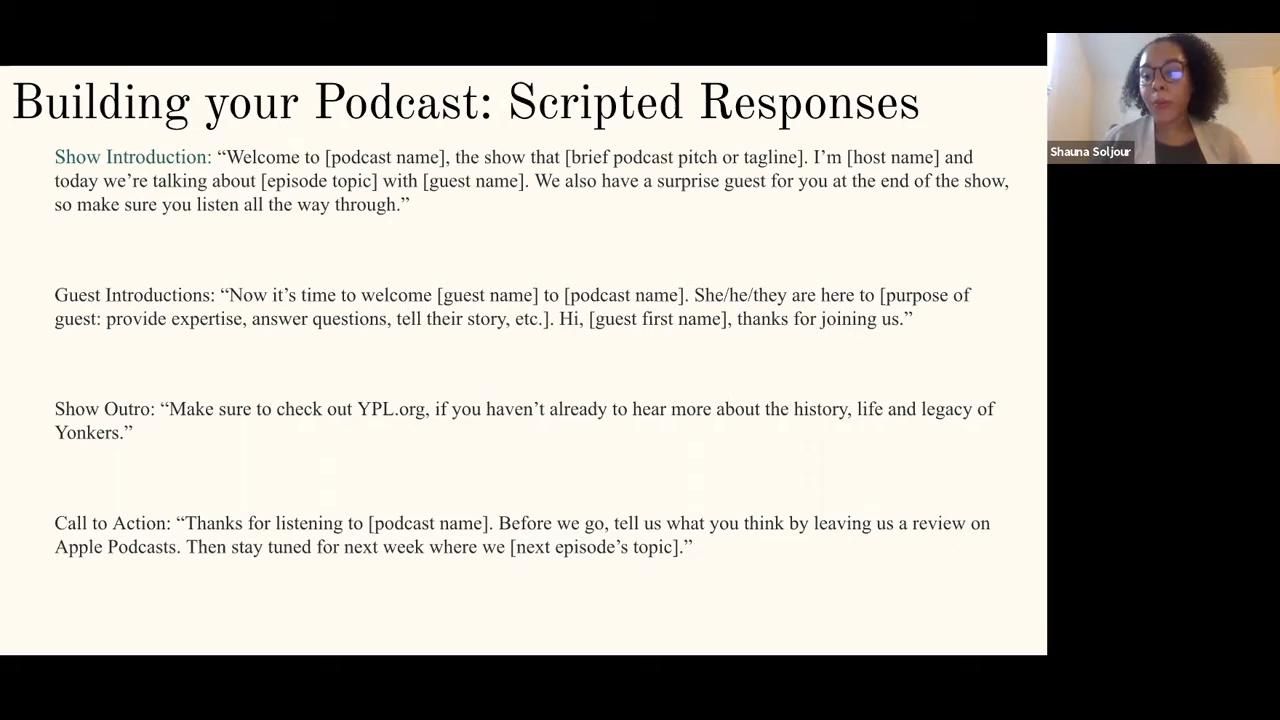 Building your Podcast: Scripted Responses
Show Introduction: “Welcome to [podcast name], the show that [brief podcast pitch or tagline]. I’m [host name] and
today we’re talking about [episode topic] with [guest name]. We also have a surprise guest for you at the end of the show,
so make sure you listen all the way through.”
Guest Introductions: “Now it’s time to welcome [guest name] to [podcast name]. She/he/they are here to [purpose of
guest: provide expertise, answer questions, tell their story, etc.]. Hi, [guest first name], thanks for joining us.”
Show Outro: “Make sure to check out YPL.org, if you haven’t already to hear more about the history, life and legacy of
Yonkers.”
Call to Action: “Thanks for listening to [podcast name]. Before we go, tell us what you think by leaving us a review on
Apple Podcasts. Then stay tuned for next week where we [next episode’s topic].”
Shauna Soljour